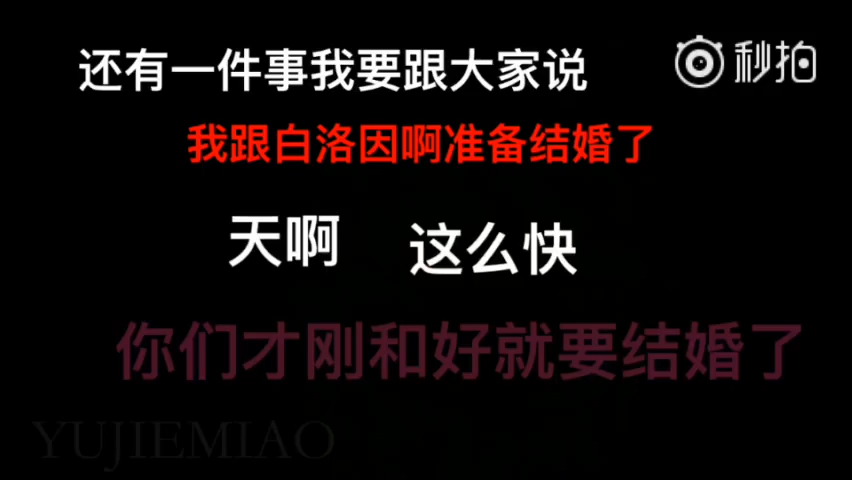 还有一件事我要跟大家说
秒拍
我跟白洛因啊准备结婚了
天啊 这么快
你们才刚和好就要结婚了
YUJIEMIAO